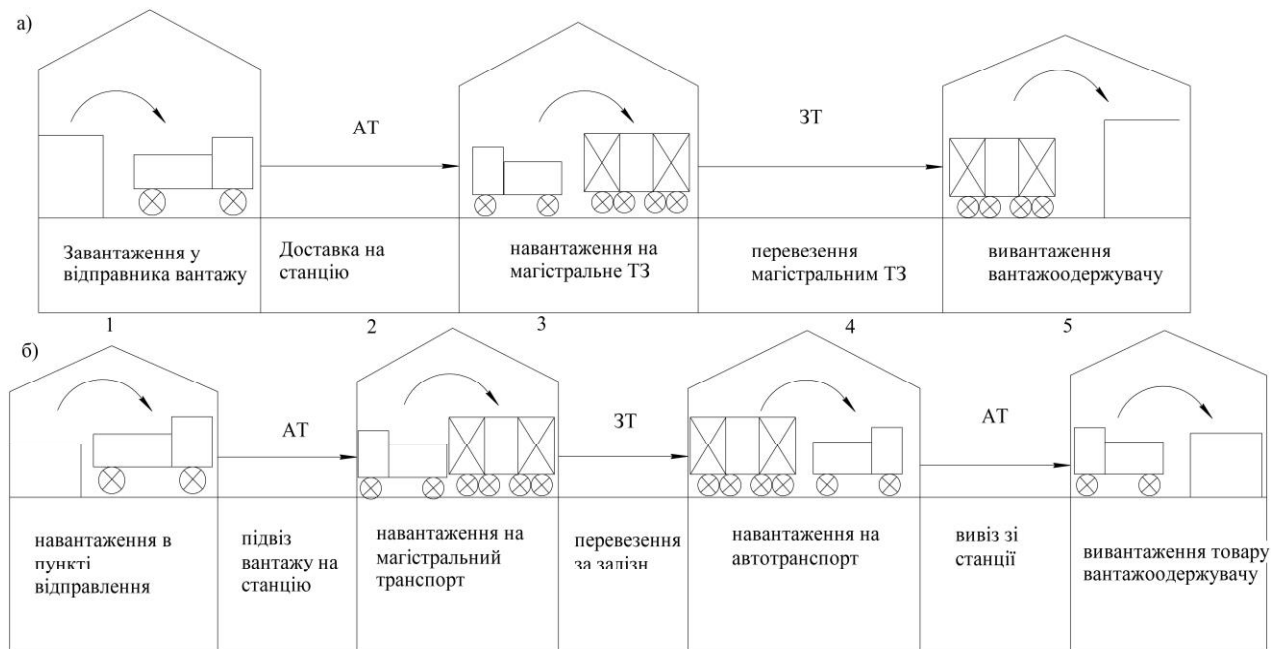 а)
АТ
ЗТ
Завантаження у
відправника вантажу
Доставка на
станцію
навантаження на
магістральне ТЗ
перевезення
магістральним ТЗ
вивантаження
вантажоодержувачу
1
2
3
4
5
б)
АТ
ЗТ
АТ
навантаження в
пункті
відправлення
підвіз
вантажу на
станцію
навантаження на
магістральний
транспорт
перевезення
за залізн
навантаження на
автотранспорт
вивіз зі
станції
вивантаження товару
вантажоодержувачу